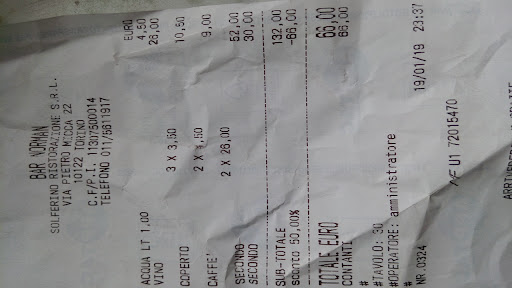 BAR NORMAN
SOLFERINO RISTORAZIONE S.R.L.
VIA PIETRO MICCA 22
10122 TORINO
C.F/P.I. 11307500014
TELEFONO 011/5611917
EURO
ACQUA LT 1.00 4,50
VINO 26,00
3 X 3,50
COPERTO 10,50
2 X 4,50
CAFFE' 9,00
2 X 26,00
SECONDO 52,00
SECONDO 30,00
SUB-TOTALE 132,00
Sconto 50,00% -66,00
TOTALE EURO 66,00
CONTANTI 66,00
#
#TAVOLO: 30
#OPERATORE: amministratore
#
NR 0324 19/01/19 23:37
MF U1 72015470